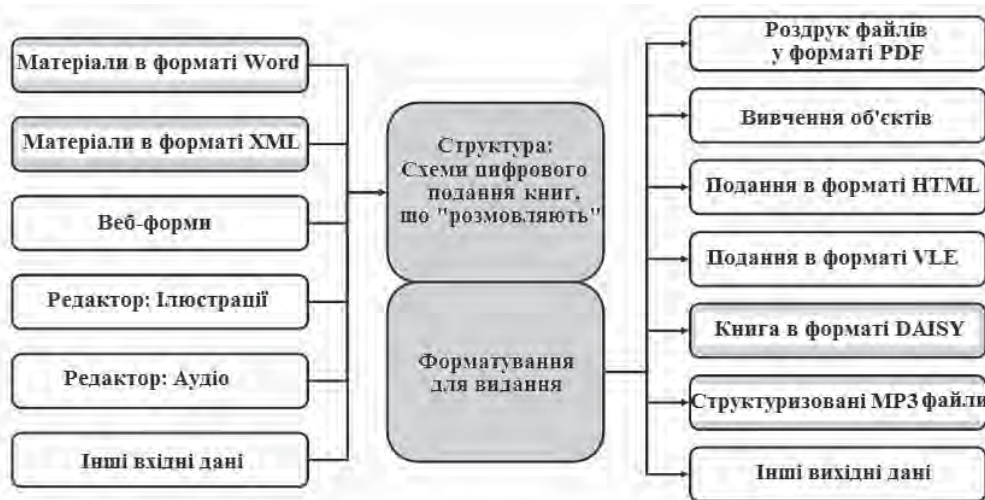 Матеріали в форматі Word
Матеріали в форматі XML
Веб-форми
Редактор: Ілюстрації
Редактор: Аудіо
Інші вхідні дані
Структура:
Схеми цифрового
подання книг,
що "розмовляють"
Форматування
для видання
Роздрук файлів
у форматі PDF
Вивчення об'єктів
Подання в форматі HTML
Подання в форматі VLE
Книга в форматі DAISY
Структуризовані MP3 файли
Інші вихідні дані